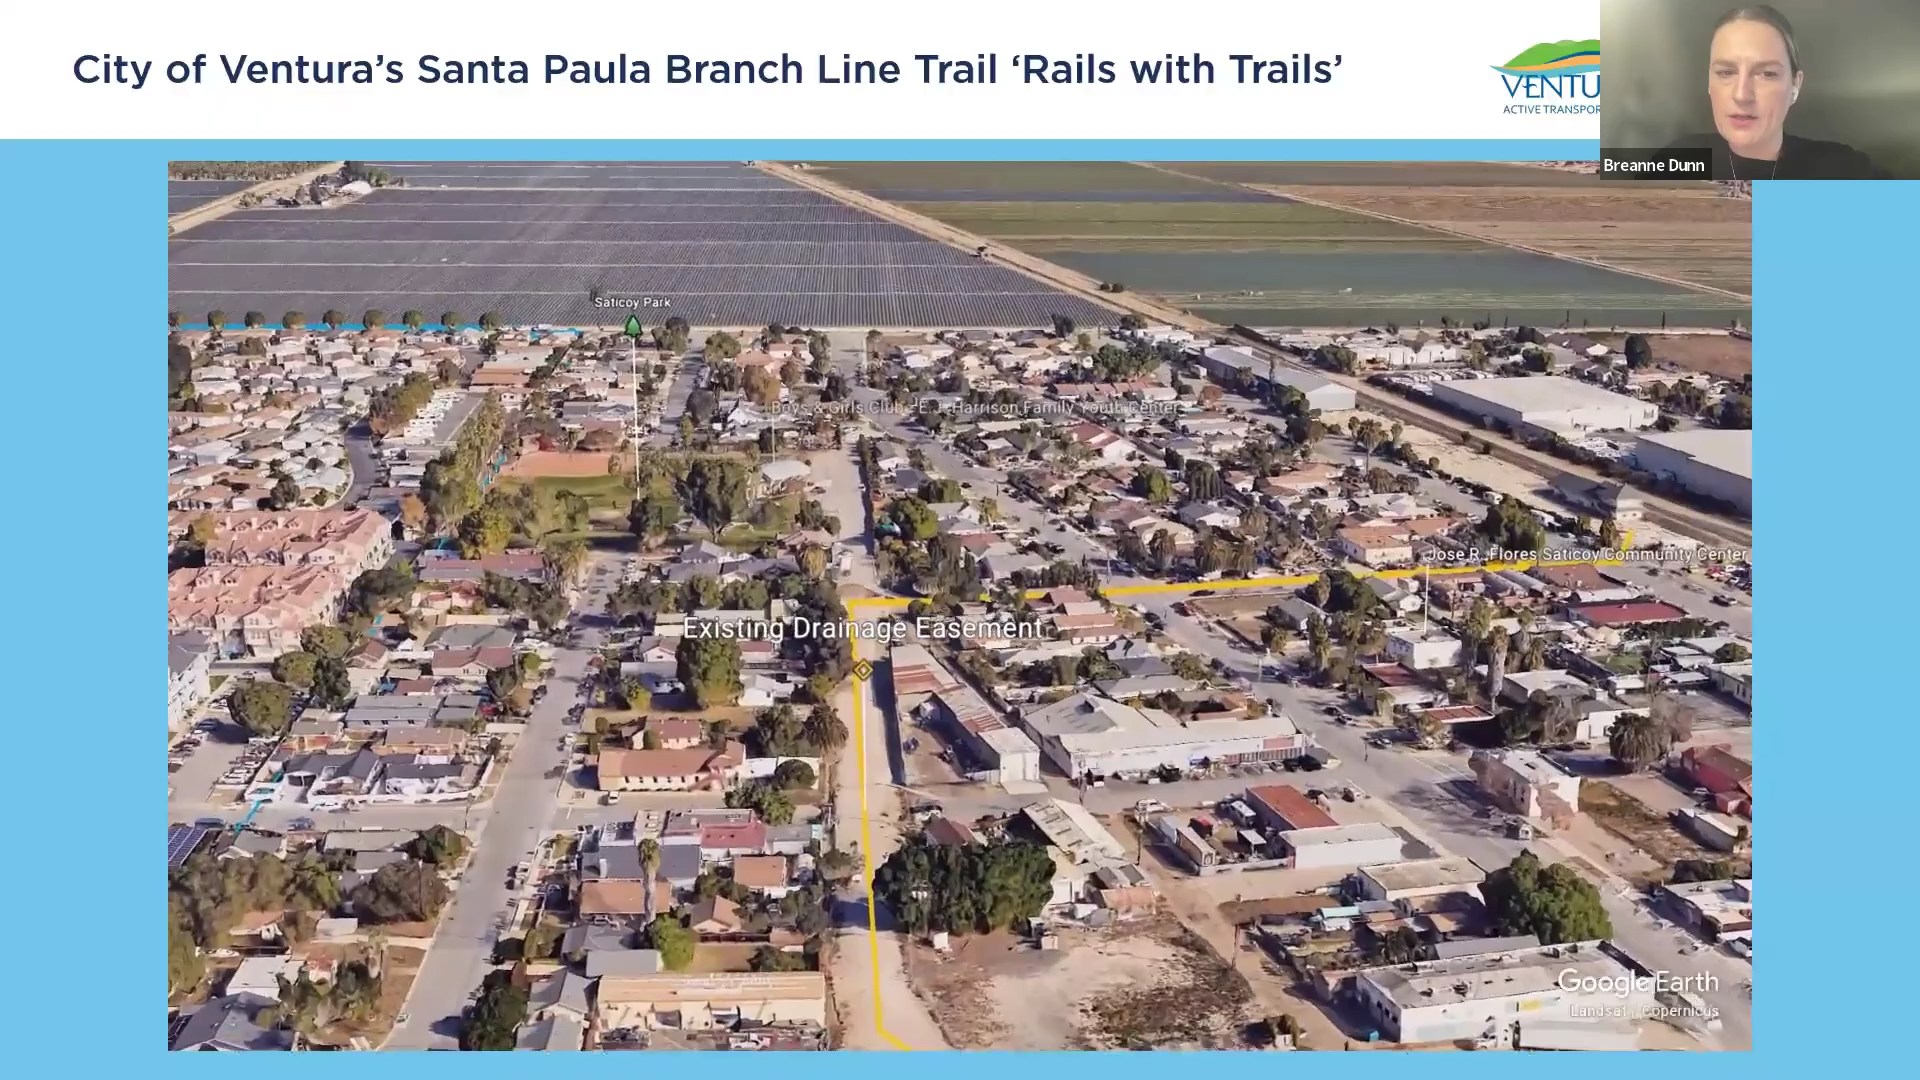 City of Ventura’s Santa Paula Branch Line Trail ‘Rails with Trails’
VENTU
ACTIVE TRANSPOR
Breanne Dunn
Saticoy Park
Boys & Girls Club - E. J. Harrison Family Youth Center
Jose R. Flores Saticoy Community Center
Existing Drainage Easement
Google Earth
Landsat / Copernicus